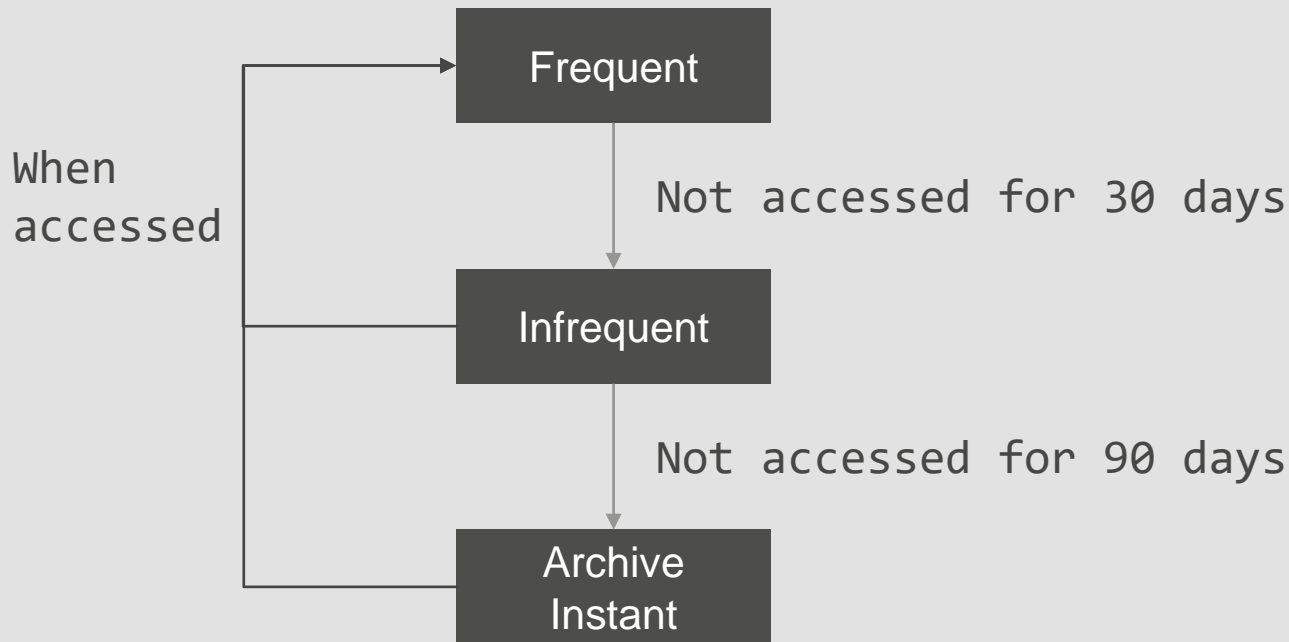 Frequent
When
accessed
Not accessed for 30 days
Infrequent
Not accessed for 90 days
Archive
Instant